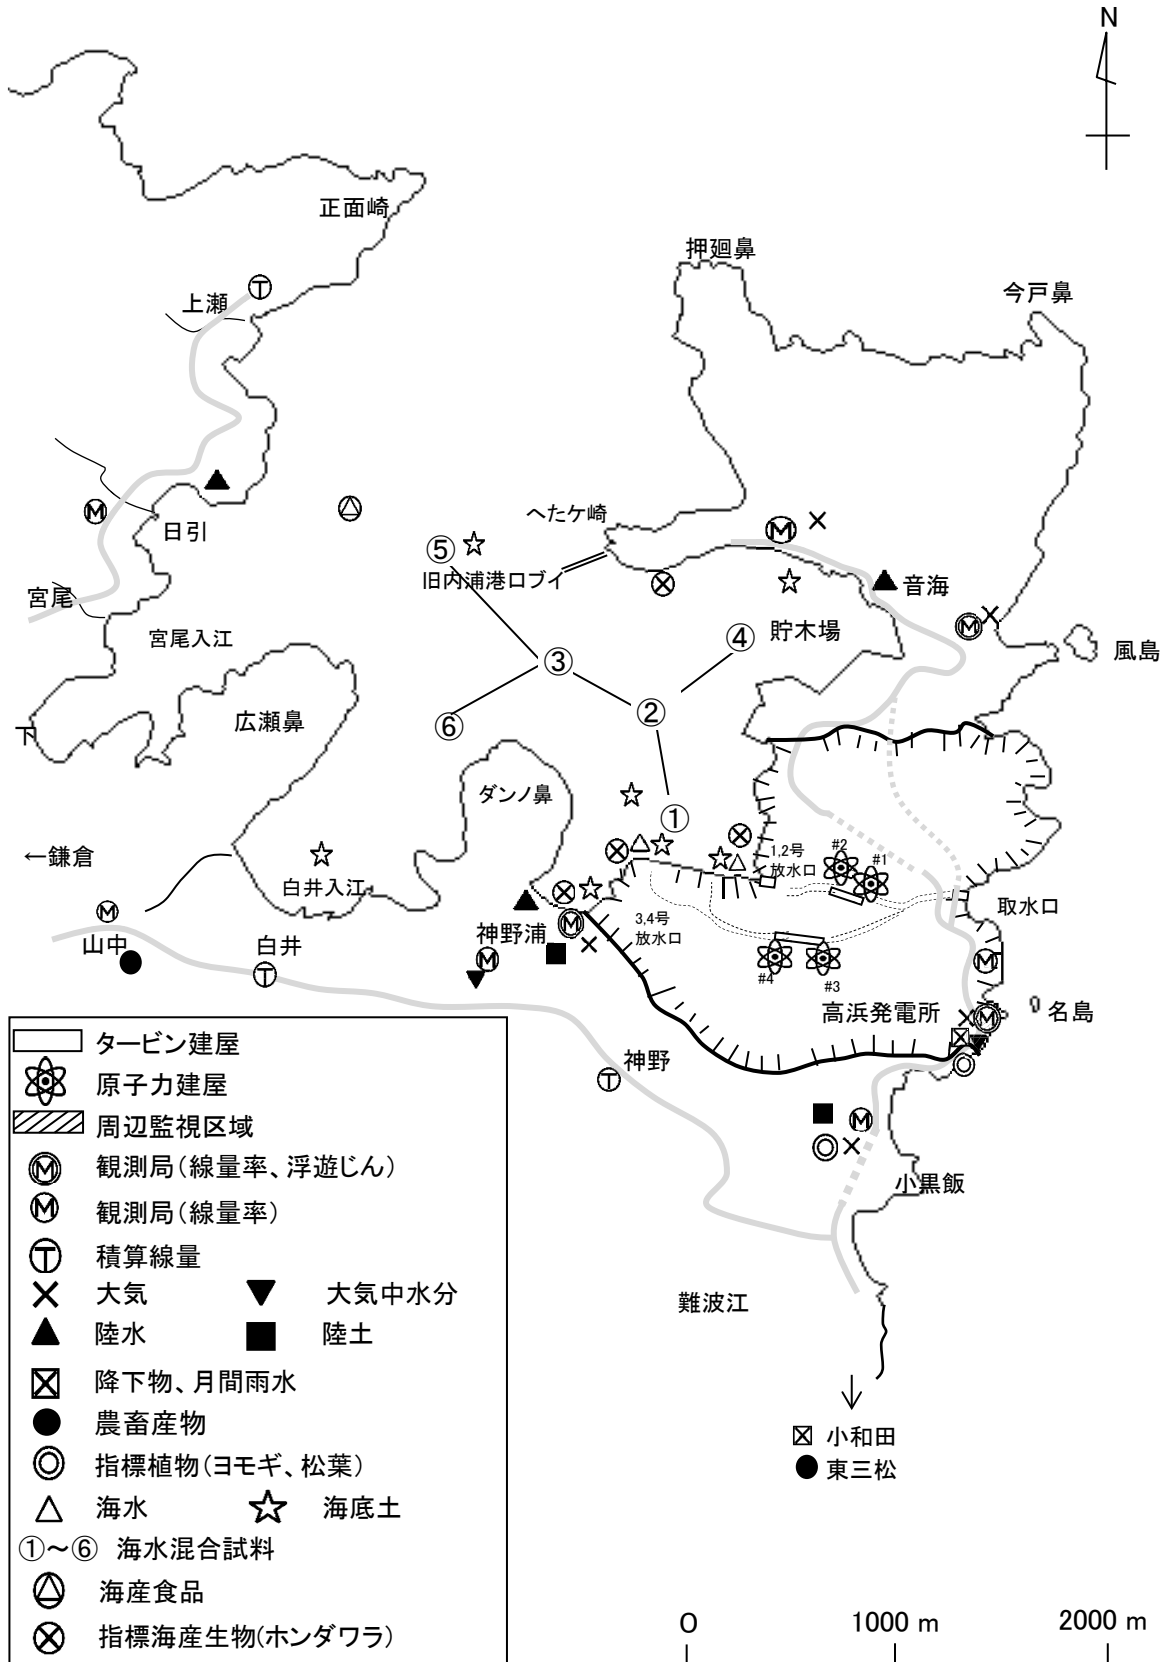 N
正面崎
押廻鼻
今戸鼻
上瀬
T
へたケ崎
M
M
日引
⑤
旧内浦港口ブイ
音海
宮尾
宮尾入江
貯木場
④
M
風島
③
広瀬鼻
⑥
②
下
ダンノ鼻
①
←鎌倉
白井入江
1,2号
放水口
#2
#1
取水口
M
山中
白井
T
神野浦
M
M
3,4号
放水口
#4
#3
M
高浜発電所
M
名島
神野
T
M
小黒飯
難波江
小和田
東三松
タービン建屋
原子力建屋
周辺監視区域
M 観測局(線量率、浮遊じん)
M 観測局(線量率)
T 積算線量
大気 大気中水分
陸水 陸土
降下物、月間雨水
農畜産物
指標植物(ヨモギ、松葉)
海水 海底土
①～⑥ 海水混合試料
海産食品
指標海産生物(ホンダワラ)
O 1000 m 2000 m